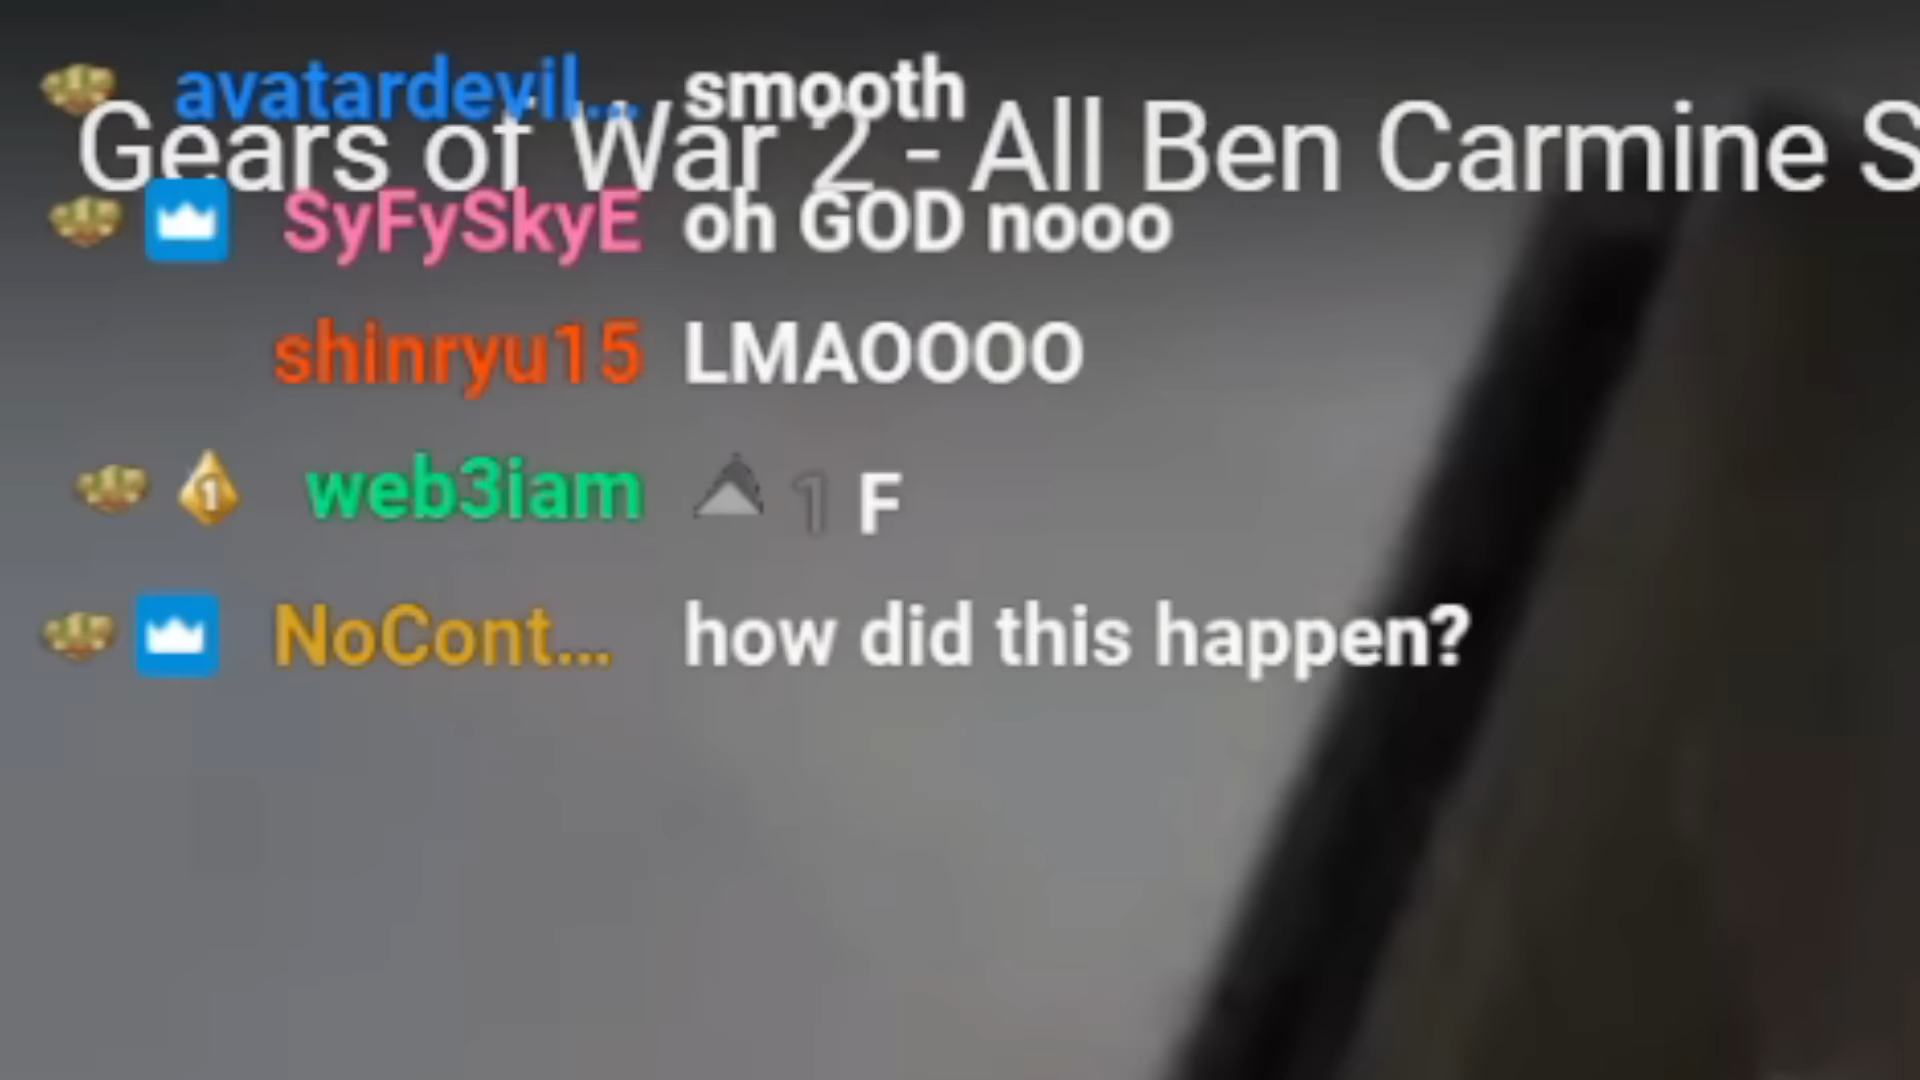 avatardevil... smooth
Gears of War 2 - All Ben Carmine S
SyFySkyE oh GOD nooo
shinryu15 LMAOOOO
1 web3iam 1 F
NoCont... how did this happen?